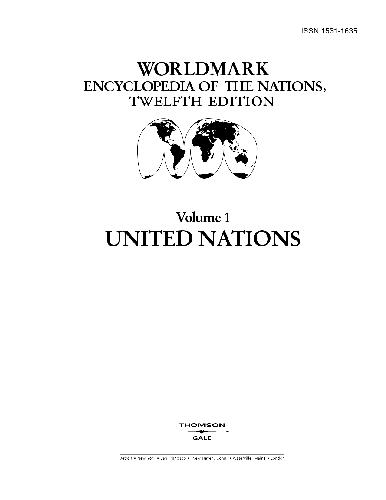 ISSN 1531-1635
WORLDMARK
ENCYCLOPEDIA OF THE NATIONS,
TWELFTH EDITION
Volume 1
UNITED NATIONS
THOMSON
GALE